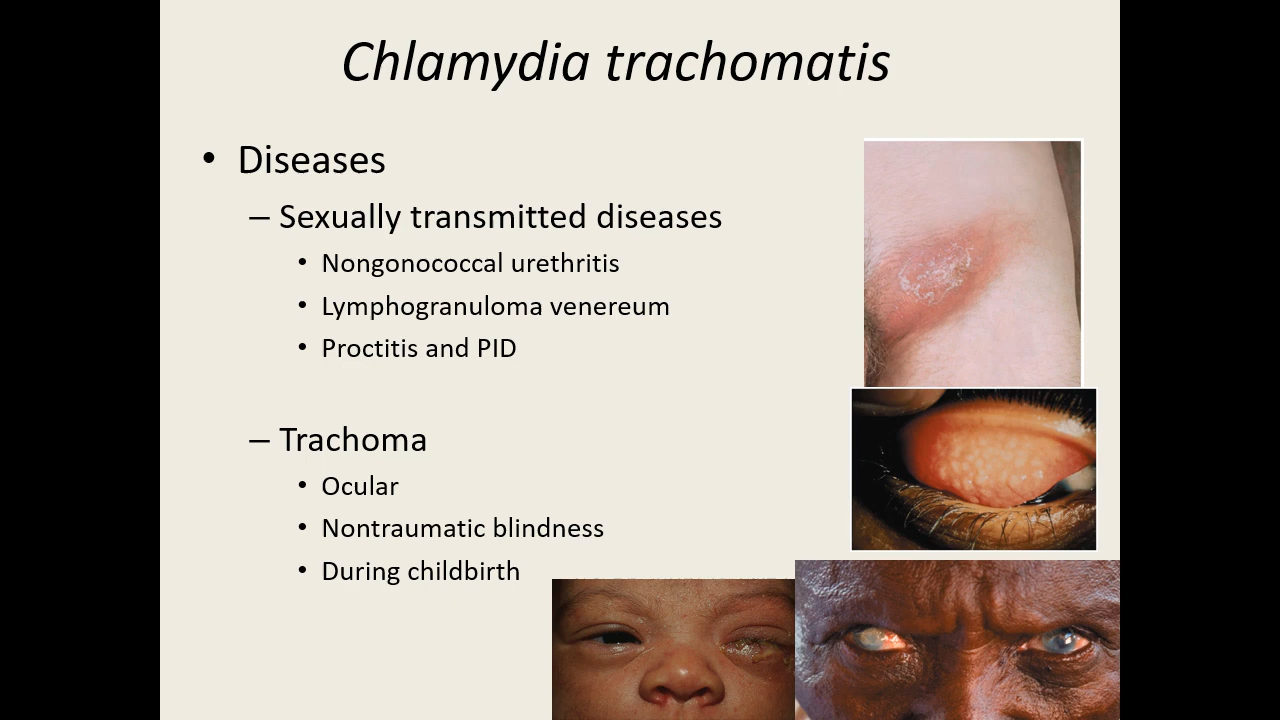 Chlamydia trachomatis
• Diseases
– Sexually transmitted diseases
• Nongonococcal urethritis
• Lymphogranuloma venereum
• Proctitis and PID
– Trachoma
• Ocular
• Nontraumatic blindness
• During childbirth